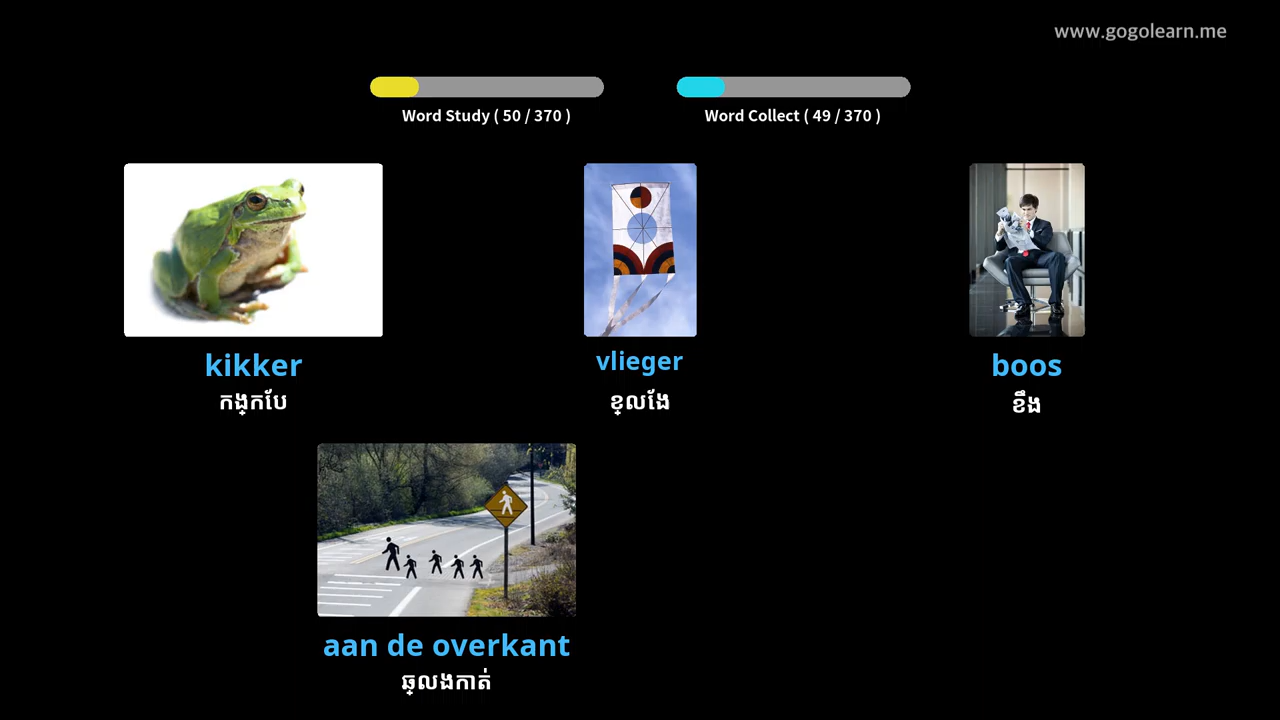 www.gogolearn.me
Word Study ( 50 / 370 )
Word Collect ( 49 / 370 )
kikker
កង្កែប
vlieger
ខ្លែង
boos
ខឹង
aan de overkant
ឆ្លងកាត់